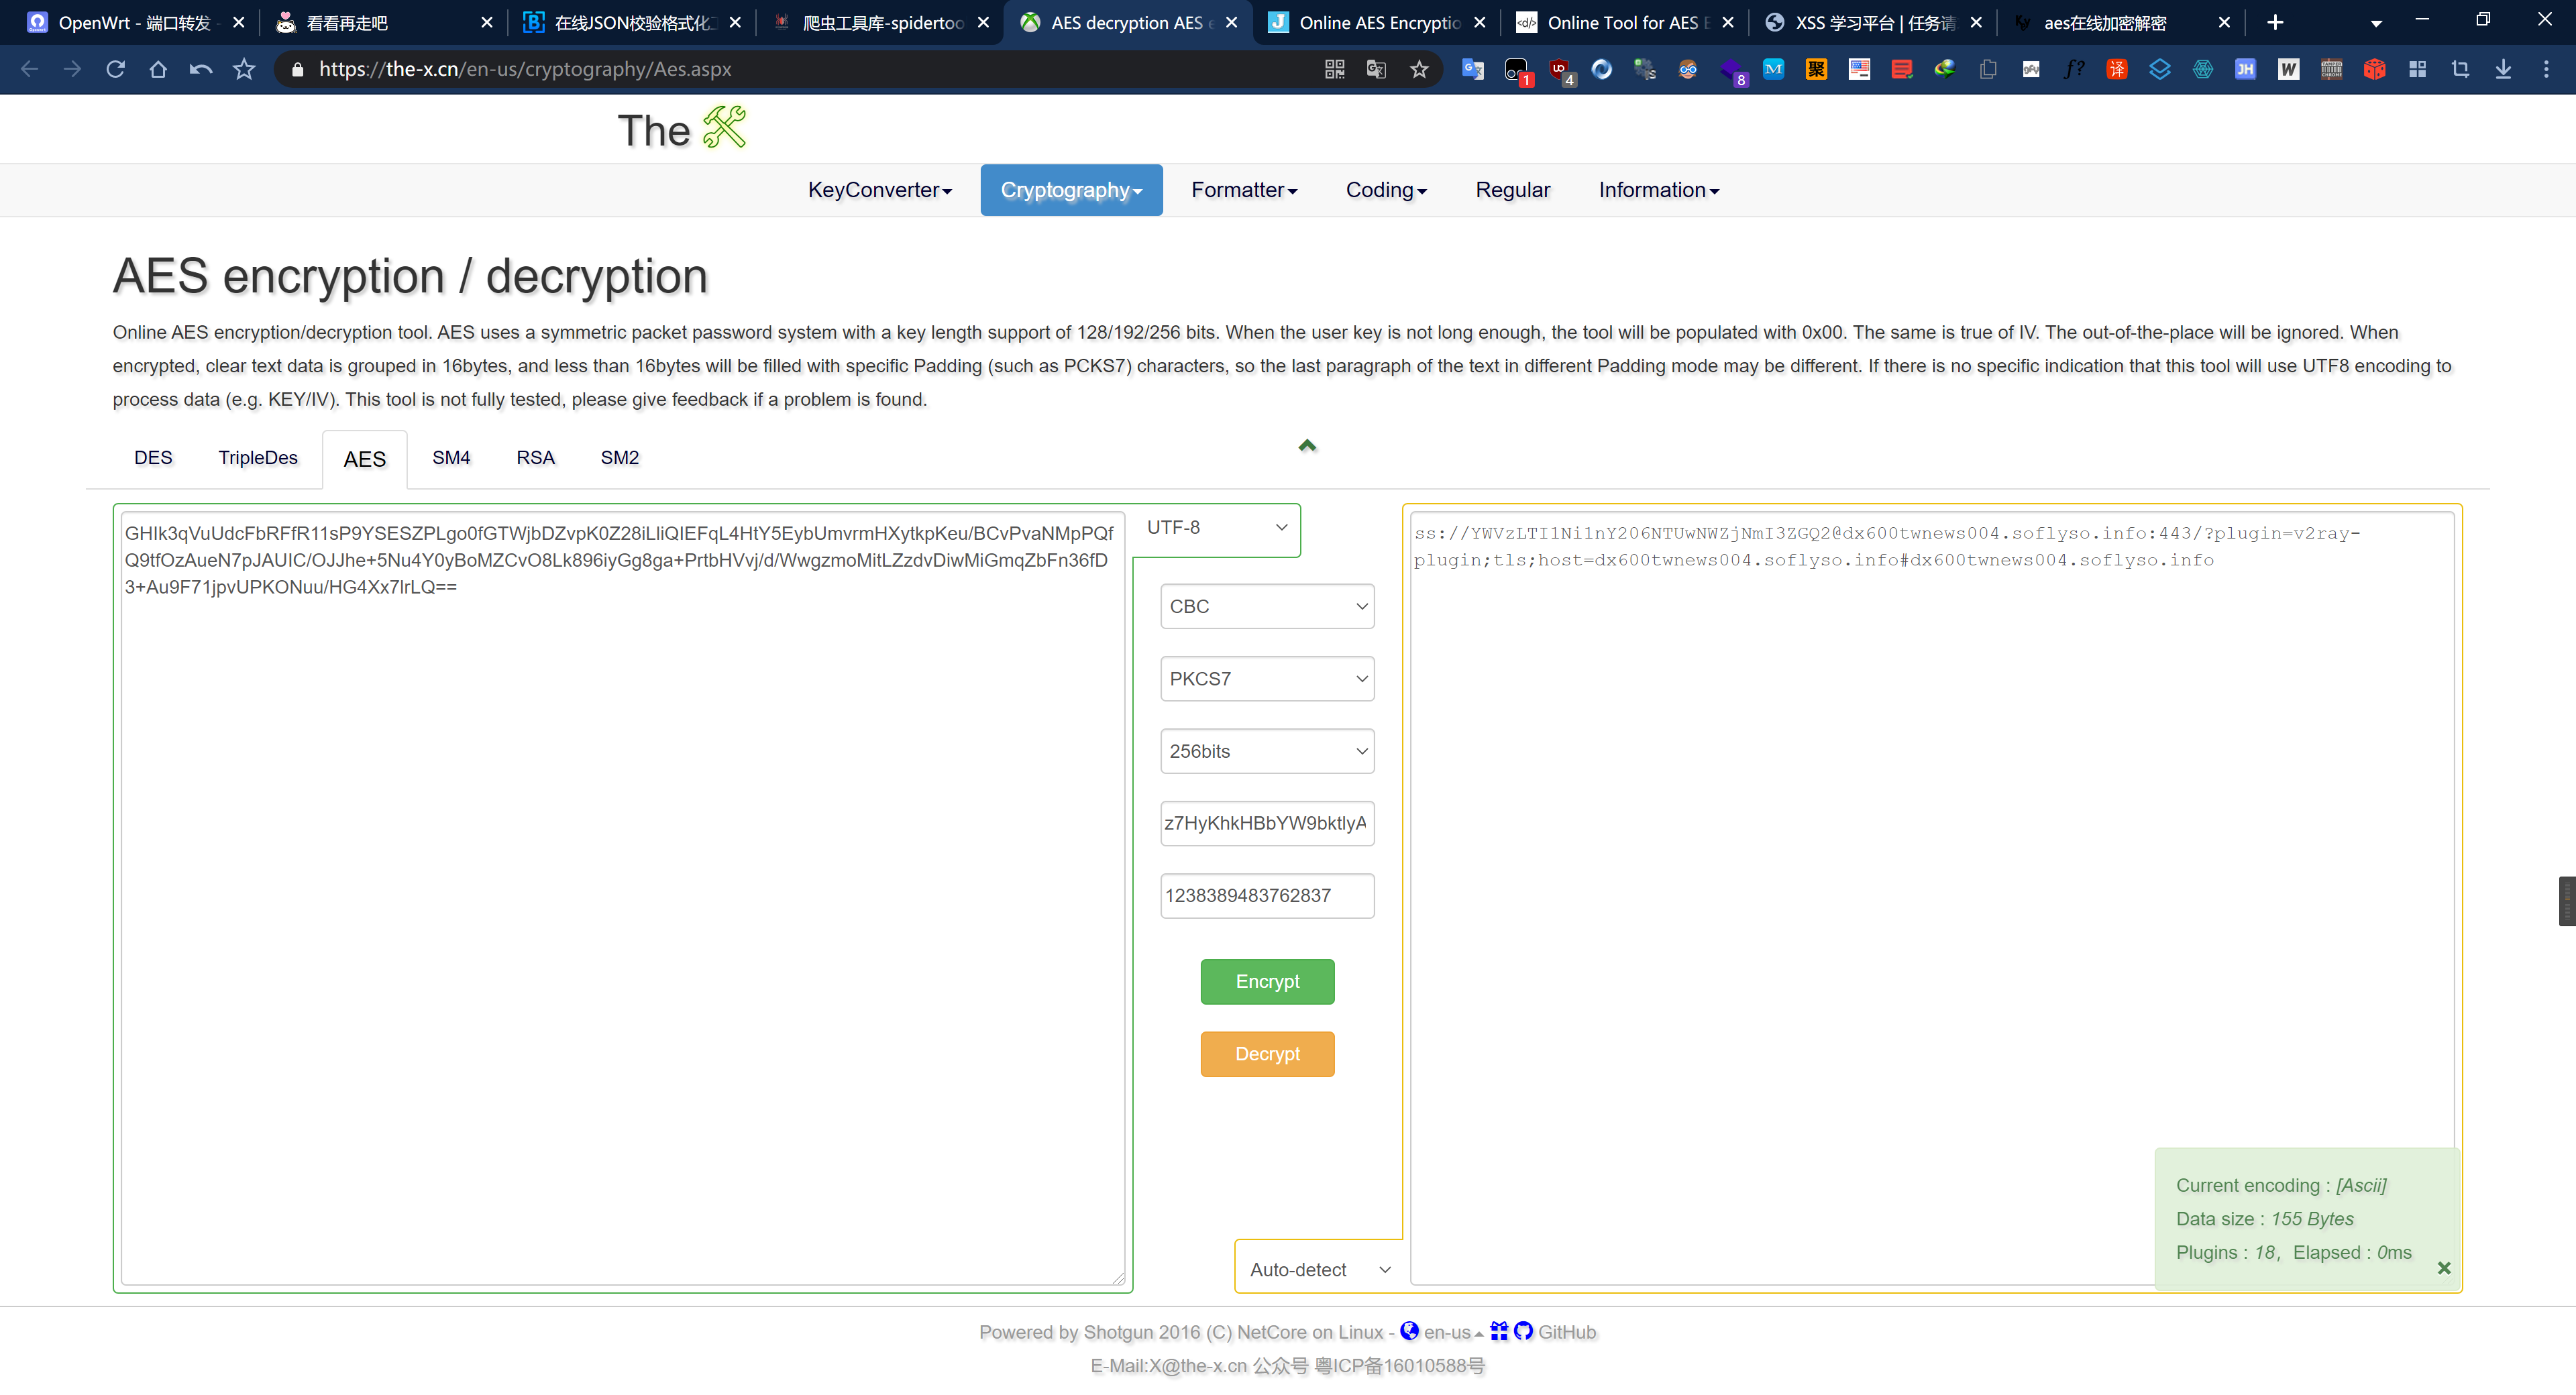 OpenWrt - 端口转发
看看再走吧
在线JSON校验格式化
爬虫工具库-spidertoo
AES decryption AES e
Online AES Encryptio
Online Tool for AES E
XSS 学习平台 | 任务请
aes在线加密解密
https://the-x.cn/en-us/cryptography/Aes.aspx
1
4
8
The
KeyConverter
Cryptography
Formatter
Coding
Regular
Information
AES encryption / decryption
Online AES encryption/decryption tool. AES uses a symmetric packet password system with a key length support of 128/192/256 bits. When the user key is not long enough, the tool will be populated with 0x00. The same is true of IV. The out-of-the-place will be ignored. When
encrypted, clear text data is grouped in 16bytes, and less than 16bytes will be filled with specific Padding (such as PCKS7) characters, so the last paragraph of the text in different Padding mode may be different. If there is no specific indication that this tool will use UTF8 encoding to
process data (e.g. KEY/IV). This tool is not fully tested, please give feedback if a problem is found.
DES
TripleDes
AES
SM4
RSA
SM2
GHIk3qVuUdcFbRFfR11sP9YSESZPLgo0fGTWjbDZvpK0Z28iLliQIEFqL4HtY5EybUmvrmHXytkpKeu/BCvPvaNMpPQf
Q9tfOzAueN7pJAUIC/OJJhe+5Nu4Y0yBoMZCvO8Lk896iyGg8ga+PrtbHVvj/d/WwgzmoMitLZzdvDiwMiGmqZbFn36fD
3+Au9F71jpvUPKONuu/HG4Xx7lrLQ==
UTF-8
CBC
PKCS7
256bits
z7HyKhkHBbYW9bktlyA
1238389483762837
Encrypt
Decrypt
Auto-detect
ss://YWVzLTI1Ni1nY206NTUwNWZjNmI3ZGQ2@dx600twnews004.soflyso.info:443/?plugin=v2ray-
plugin;tls;host=dx600twnews004.soflyso.info#dx600twnews004.soflyso.info
Current encoding : [Ascii]
Data size : 155 Bytes
Plugins : 18, Elapsed : 0ms
Powered by Shotgun 2016 (C) NetCore on Linux - en-us GitHub
E-Mail:X@the-x.cn 公众号 粤ICP备16010588号